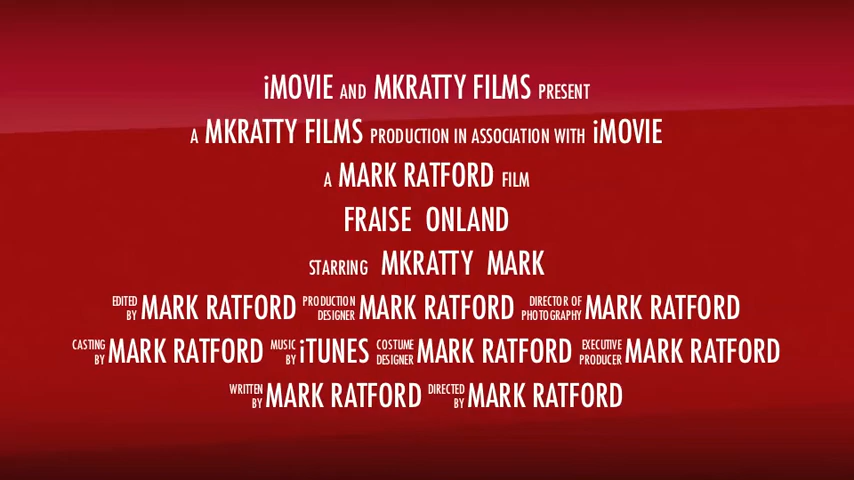 iMOVIE AND MKRATTY FILMS PRESENT
A MKRATTY FILMS PRODUCTION IN ASSOCIATION WITH iMOVIE
A MARK RATFORD FILM
FRAISE ONLAND
STARRING MKRATTY MARK
EDITED BY MARK RATFORD PRODUCTION DESIGNER MARK RATFORD DIRECTOR OF PHOTOGRAPHY MARK RATFORD
CASTING BY MARK RATFORD MUSIC BY iTUNES COSTUME DESIGNER MARK RATFORD EXECUTIVE PRODUCER MARK RATFORD
WRITTEN BY MARK RATFORD DIRECTED BY MARK RATFORD